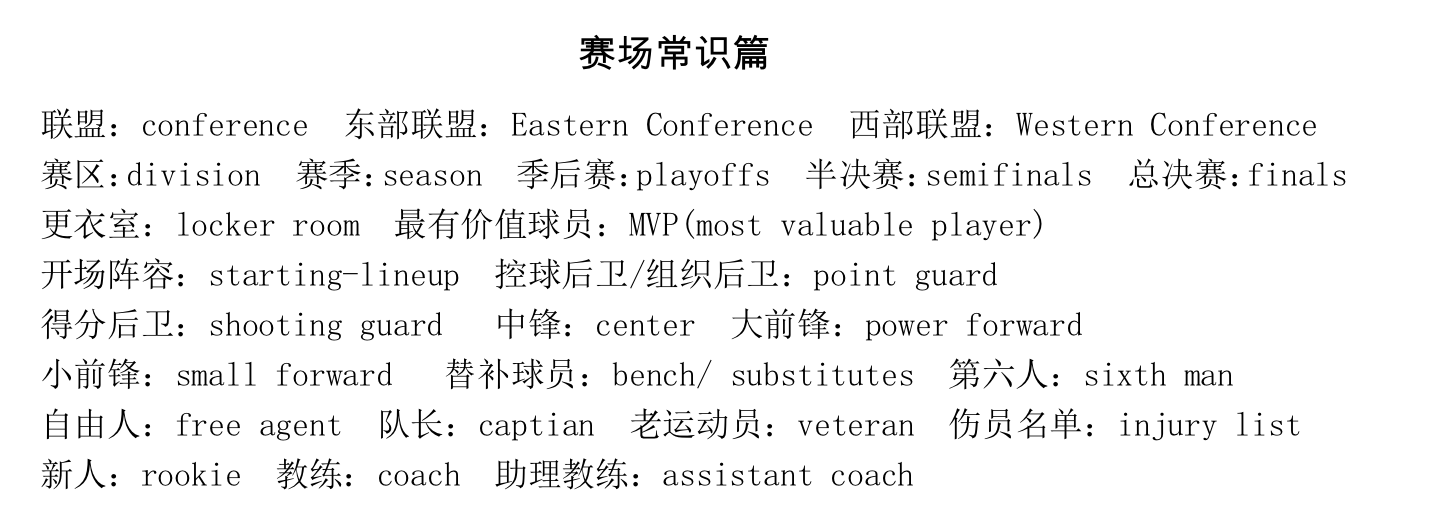 赛场常识篇
联盟：conference 东部联盟：Eastern Conference 西部联盟：Western Conference
赛区:division 赛季:season 季后赛:playoffs 半决赛:semifinals 总决赛:finals
更衣室：locker room 最有价值球员：MVP(most valuable player)
开场阵容：starting-lineup 控球后卫/组织后卫：point guard
得分后卫：shooting guard 中锋：center 大前锋：power forward
小前锋：small forward 替补球员：bench/ substitutes 第六人：sixth man
自由人：free agent 队长：captian 老运动员：veteran 伤员名单：injury list
新人：rookie 教练：coach 助理教练：assistant coach